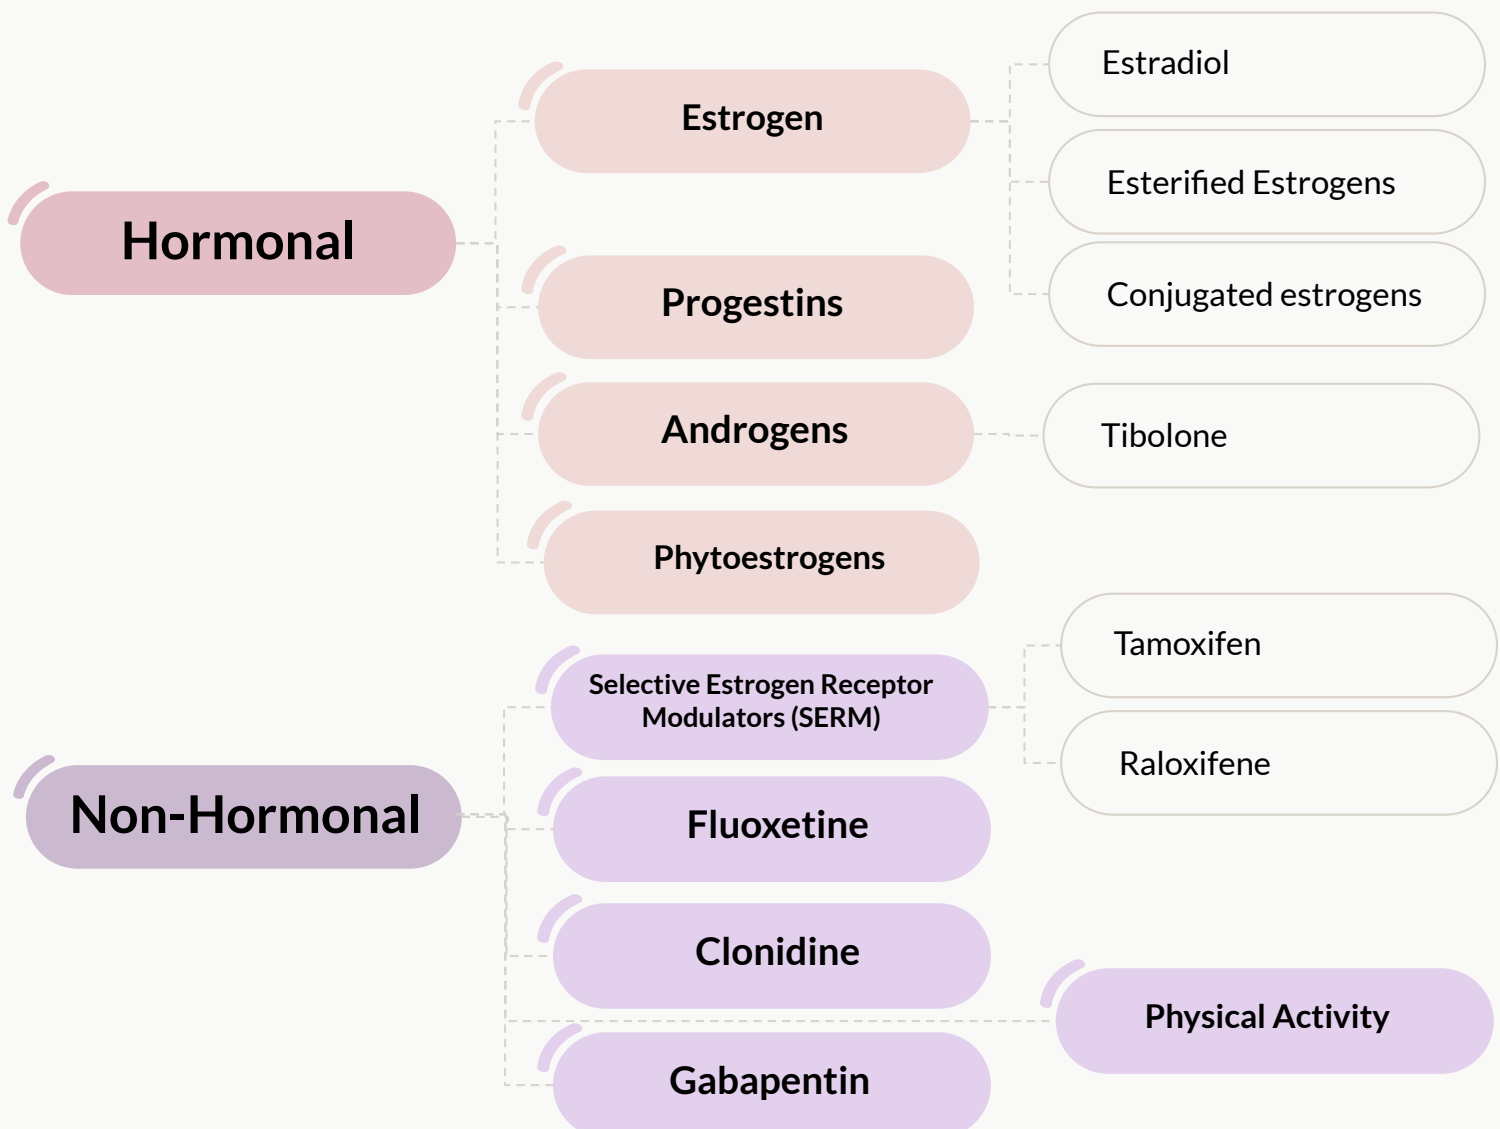 Hormonal
Estrogen
Estradiol
Esterified Estrogens
Conjugated estrogens
Progestins
Androgens
Tibolone
Phytoestrogens
Non-Hormonal
Selective Estrogen Receptor
Modulators (SERM)
Tamoxifen
Raloxifene
Fluoxetine
Clonidine
Physical Activity
Gabapentin